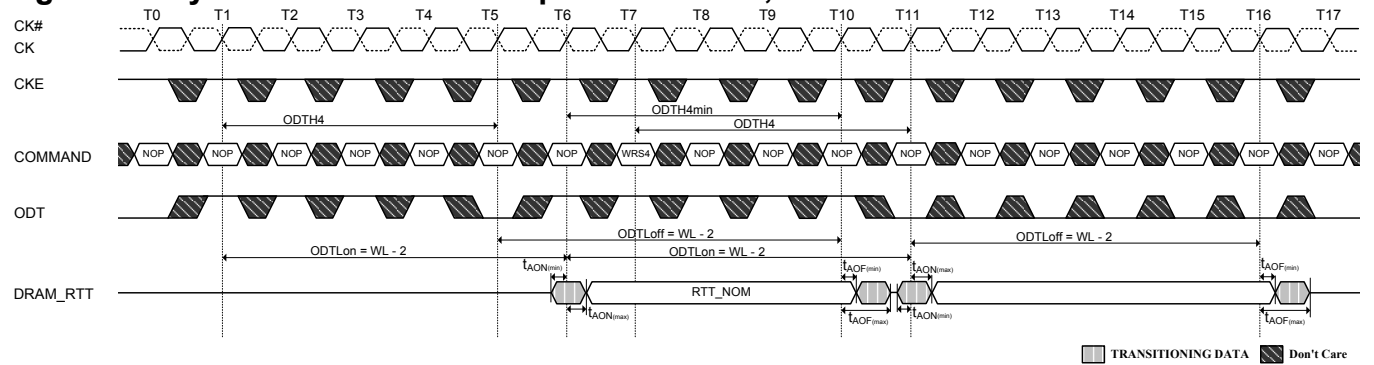 T0 T1 T2 T3 T4 T5 T6 T7 T8 T9 T10 T11 T12 T13 T14 T15 T16 T17
CK#
CK
CKE
ODTH4min
ODTH4 ODTH4
COMMAND NOP NOP NOP NOP NOP NOP NOP WRS4 NOP NOP NOP NOP NOP NOP NOP NOP NOP NOP
ODT
ODTLoff = WL - 2 ODTLoff = WL - 2
ODTLon = WL - 2 ODTLon = WL - 2
tAON(min) tAOF(min) tAON(max) tAOF(min)
DRAM_RTT RTT_NOM
tAON(max) tAOF(max) tAON(min) tAOF(max)
TRANSITIONING DATA Don't Care